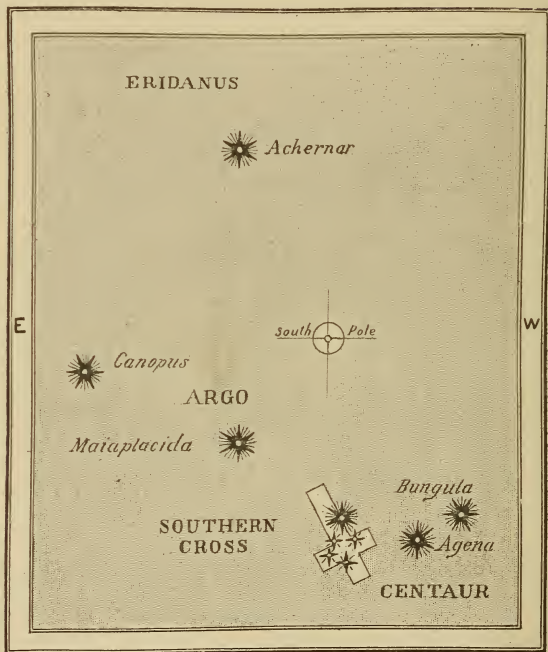 ERIDANUS
Achernar
E
South Pole
W
Canopus
ARGO
Maiaplacida
Bungula
SOUTHERN
CROSS
Agena
CENTAUR